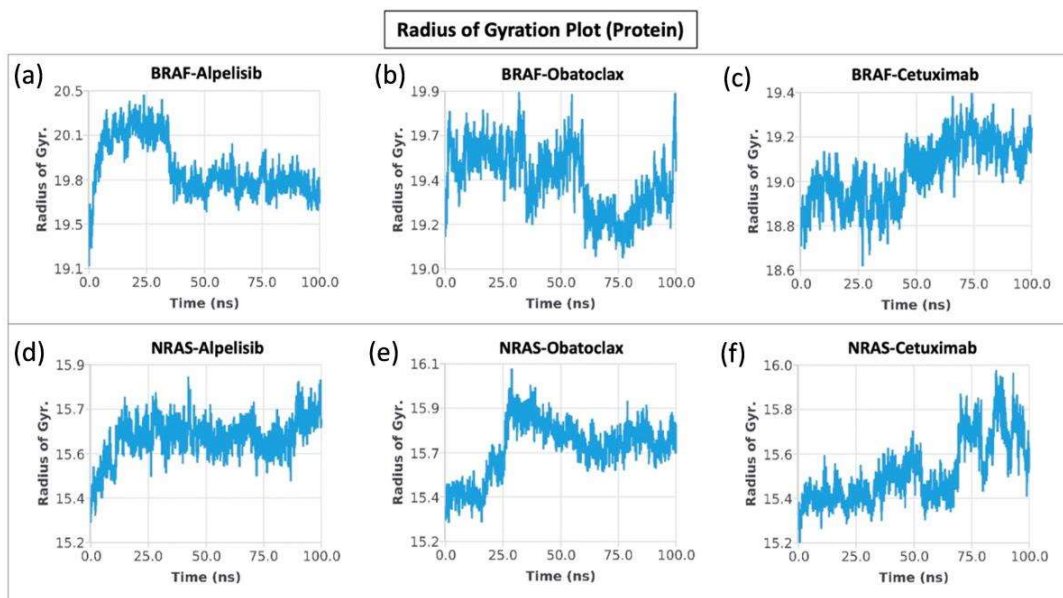 Radius of Gyration Plot (Protein)
(a)
BRAF-Alpelisib
20.5
20.1
19.8
19.5
19.1
Radius of Gyr.
0.0 25.0 50.0 75.0 100.0
Time (ns)
(b)
BRAF-Obatoclax
19.9
19.7
19.4
19.2
19.0
Radius of Gyr.
0.0 25.0 50.0 75.0 100.0
Time (ns)
(c)
BRAF-Cetuximab
19.4
19.2
19.0
18.8
18.6
Radius of Gyr.
0.0 25.0 50.0 75.0 100.0
Time (ns)
(d)
NRAS-Alpelisib
15.9
15.7
15.6
15.4
15.2
Radius of Gyr.
0.0 25.0 50.0 75.0 100.0
Time (ns)
(e)
NRAS-Obatoclax
16.1
15.9
15.7
15.4
15.2
Radius of Gyr.
0.0 25.0 50.0 75.0 100.0
Time (ns)
(f)
NRAS-Cetuximab
16.0
15.8
15.6
15.4
15.2
Radius of Gyr.
0.0 25.0 50.0 75.0 100.0
Time (ns)